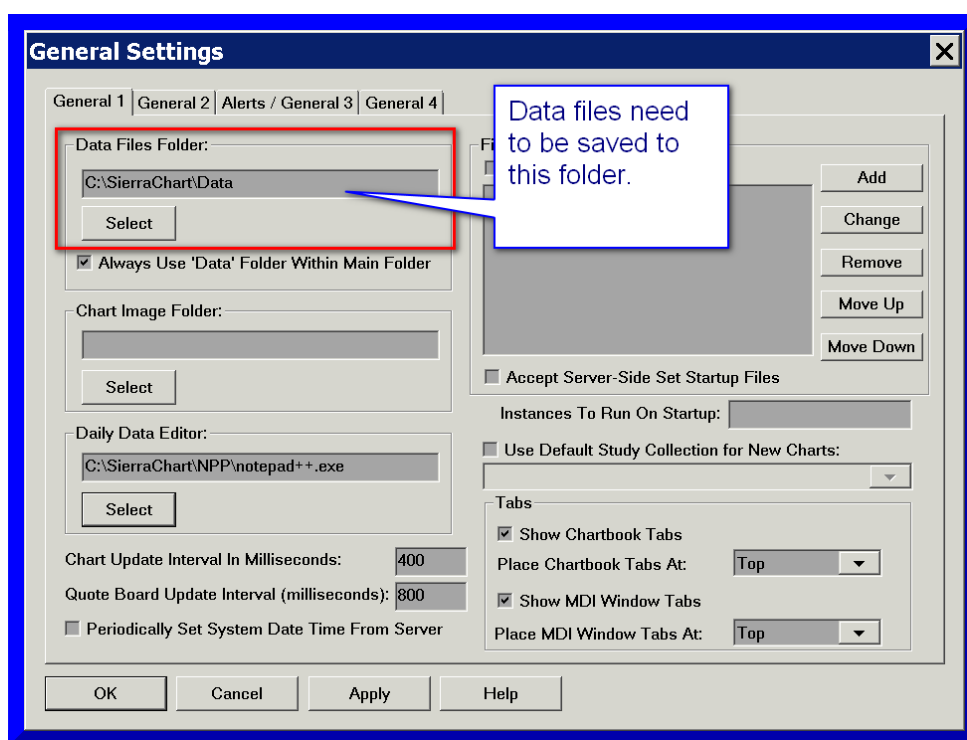 General Settings
General 1 General 2 Alerts / General 3 General 4
Data files need
to be saved to
this folder.
Data Files Folder:
C:\SierraChart\Data
Select
Always Use 'Data' Folder Within Main Folder
Chart Image Folder:
Select
Daily Data Editor:
C:\SierraChart\NPP\notepad++.exe
Select
Chart Update Interval In Milliseconds: 400
Quote Board Update Interval (milliseconds): 800
Periodically Set System Date Time From Server
Add
Change
Remove
Move Up
Move Down
Accept Server-Side Set Startup Files
Instances To Run On Startup:
Use Default Study Collection for New Charts:
Tabs
Show Chartbook Tabs
Place Chartbook Tabs At: Top
Show MDI Window Tabs
Place MDI Window Tabs At: Top
OK Cancel Apply Help